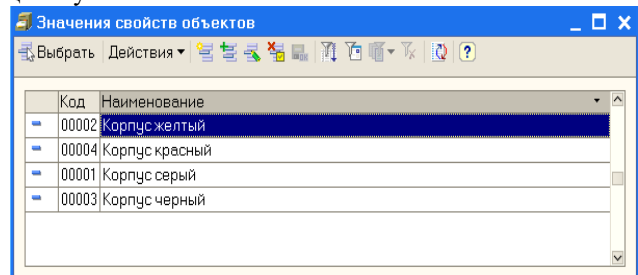 Значения свойств объектов
Выбрать Действия
Код Наименование
00002 Корпус желтый
00004 Корпус красный
00001 Корпус серый
00003 Корпус черный